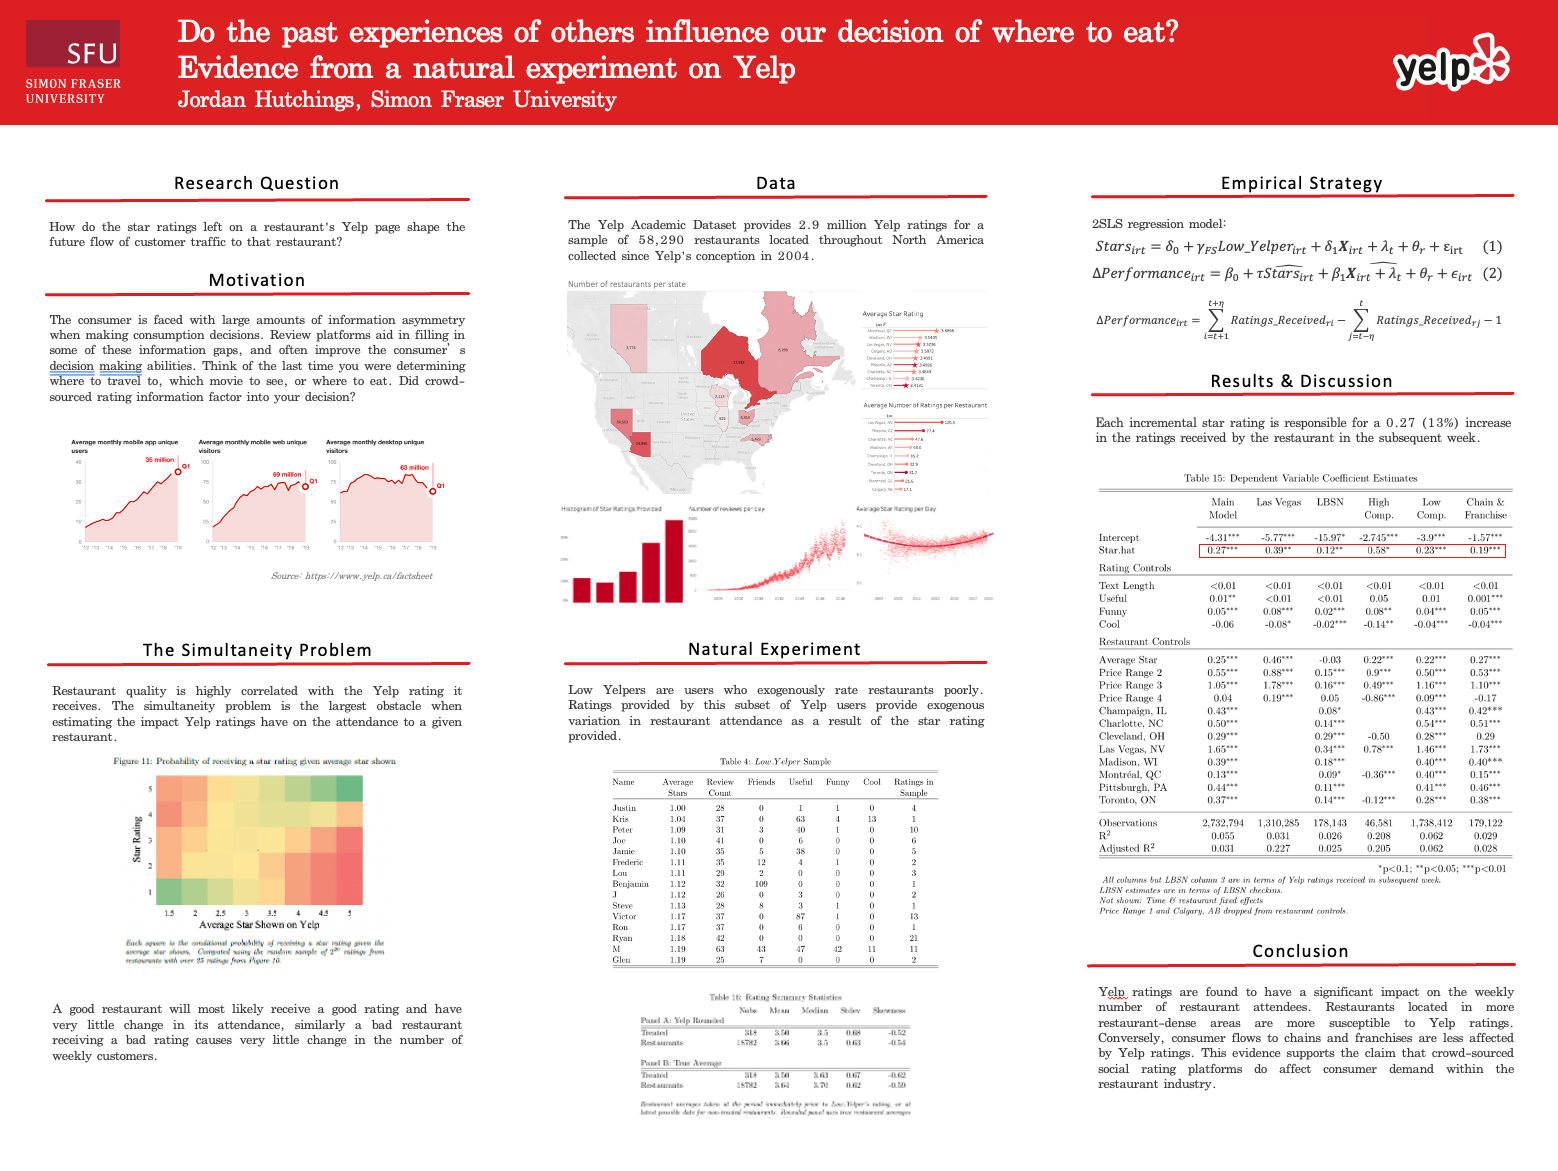 SFU
SIMON FRASER
UNIVERSITY
Do the past experiences of others influence our decision of where to eat?
Evidence from a natural experiment on Yelp
Jordan Hutchings, Simon Fraser University
yelp
Research Question
How do the star ratings left on a restaurant's Yelp page shape the
future flow of customer traffic to that restaurant?
Motivation
The consumer is faced with large amounts of information asymmetry
when making consumption decisions. Review platforms aid in filling in
some of these information gaps, and often improve the consumer's
decision making abilities. Think of the last time you were determining
where to travel to, which movie to see, or where to eat. Did crowd-
sourced rating information factor into your decision?
Average monthly mobile app unique
users
35 million
Q1
Average monthly mobile web unique
visitors
69 million
Q1
Average monthly desktop unique
visitors
63 million
Q1
Source: https://www.yelp.ca/factsheet
The Simultaneity Problem
Restaurant quality is highly correlated with the Yelp rating it
receives. The simultaneity problem is the largest obstacle when
estimating the impact Yelp ratings have on the attendance to a given
restaurant.
Figure 11: Probability of receiving a star rating given average star shown
Star Rating
5
4
3
2
1
1.5 2 2.5 3 3.5 4 4.5 5
Average Star Shown on Yelp
Each square is the conditional probability of receiving a star rating given the
average star shown. Computed using the random sample of 2²⁰ ratings from
restaurants with over 25 ratings from Figure 10.
A good restaurant will most likely receive a good rating and have
very little change in its attendance, similarly a bad restaurant
receiving a bad rating causes very little change in the number of
weekly customers.
Data
The Yelp Academic Dataset provides 2.9 million Yelp ratings for a
sample of 58,290 restaurants located throughout North America
collected since Yelp's conception in 2004.
Number of restaurants per state
Average Star Rating
Average Number of Ratings per Restaurant
Histogram of Star Ratings Provided
Number of reviews per day
Average Star Rating per Day
Natural Experiment
Low Yelpers are users who exogenously rate restaurants poorly.
Ratings provided by this subset of Yelp users provide exogenous
variation in restaurant attendance as a result of the star rating
provided.
Table 4: Low.Yelper Sample
Name Average Stars Review Count Friends Useful Funny Cool Ratings in Sample
Justin 1.00 28 0 1 1 0 4
Kris 1.04 37 0 63 4 13 1
Peter 1.09 31 3 40 1 0 10
Joe 1.10 41 0 6 0 0 6
Jamie 1.10 35 5 38 0 0 5
Frederic 1.11 35 12 4 1 0 2
Lou 1.11 29 2 0 0 0 3
Benjamin 1.12 32 109 0 0 0 1
J 1.12 26 0 3 0 0 2
Steve 1.13 28 8 3 1 0 1
Victor 1.17 37 0 87 1 0 13
Ron 1.17 37 0 6 0 0 1
Ryan 1.18 42 0 0 0 0 21
M 1.19 63 43 47 42 11 11
Glen 1.19 25 7 0 0 0 2
Table 16: Rating Summary Statistics
Nobs Mean Median Stdev Skewness
Panel A: Yelp Rounded
Treated 318 3.50 3.5 0.68 -0.52
Restaurants 18782 3.66 3.5 0.63 -0.54
Panel B: True Average
Treated 318 3.50 3.63 0.67 -0.62
Restaurants 18782 3.64 3.70 0.62 -0.59
Restaurant averages taken at the period immediately prior to Low.Yelper's rating, or at
latest possible date for non-treated restaurants. Rounded panel uses true restaurant averages
Empirical Strategy
2SLS regression model:
Stars_irt = δ₀ + γ_FS Low_Yelper_irt + δ₁X_irt + λ_t + θ_r + ε_irt (1)
ΔPerformance_irt = β₀ + τStars_irt + β₁X_irt + λ_t + θ_r + ϵ_irt (2)
ΔPerformance_irt = ∑_{i=t+1}^{t+η} Ratings_Received_ri − ∑_{j=t−η}^{t} Ratings_Received_rj − 1
Results & Discussion
Each incremental star rating is responsible for a 0.27 (13%) increase
in the ratings received by the restaurant in the subsequent week.
Table 15: Dependent Variable Coefficient Estimates
Main Model Las Vegas LBSN High Comp. Low Comp. Chain & Franchise
Intercept -4.31*** -5.77*** -15.97* -2.745*** -3.9*** -1.57***
Star.hat 0.27*** 0.39** 0.12** 0.58* 0.23*** 0.19***
Rating Controls
Text Length <0.01 <0.01 <0.01 <0.01 <0.01 <0.01
Useful 0.01** <0.01 <0.01 0.05 0.01 0.001***
Funny 0.05*** 0.08*** 0.02*** 0.08** 0.04*** 0.05***
Cool -0.06 -0.08* -0.02*** -0.14** -0.04*** -0.04***
Restaurant Controls
Average Star 0.25*** 0.46*** -0.03 0.22*** 0.22*** 0.27***
Price Range 2 0.55*** 0.88*** 0.15*** 0.9*** 0.50*** 0.53***
Price Range 3 1.05*** 1.78*** 0.16*** 0.49*** 1.16*** 1.10***
Price Range 4 0.04 0.19*** 0.05 -0.86*** 0.09*** -0.17
Champaign, IL 0.43*** 0.08* 0.43*** 0.42***
Charlotte, NC 0.50*** 0.14*** 0.54*** 0.51***
Cleveland, OH 0.29*** 0.29*** -0.50 0.28*** 0.29
Las Vegas, NV 1.65*** 0.34*** 0.78*** 1.46*** 1.73***
Madison, WI 0.39*** 0.18*** 0.40*** 0.40***
Montréal, QC 0.13*** 0.09* -0.36*** 0.40*** 0.15***
Pittsburgh, PA 0.44*** 0.11*** 0.41*** 0.46***
Toronto, ON 0.37*** 0.14*** -0.12*** 0.28*** 0.38***
Observations 2,732,794 1,310,285 178,143 46,581 1,738,412 179,122
R² 0.055 0.031 0.026 0.208 0.062 0.029
Adjusted R² 0.031 0.227 0.025 0.205 0.062 0.028
*p<0.1; **p<0.05; ***p<0.01
All columns but LBSN column 3 are in terms of Yelp ratings received in subsequent week.
LBSN estimates are in terms of LBSN checkins.
Not shown: Time & restaurant fixed effects
Price Range 1 and Calgary, AB dropped from restaurant controls.
Conclusion
Yelp ratings are found to have a significant impact on the weekly
number of restaurant attendees. Restaurants located in more
restaurant-dense areas are more susceptible to Yelp ratings.
Conversely, consumer flows to chains and franchises are less affected
by Yelp ratings. This evidence supports the claim that crowd-sourced
social rating platforms do affect consumer demand within the
restaurant industry.